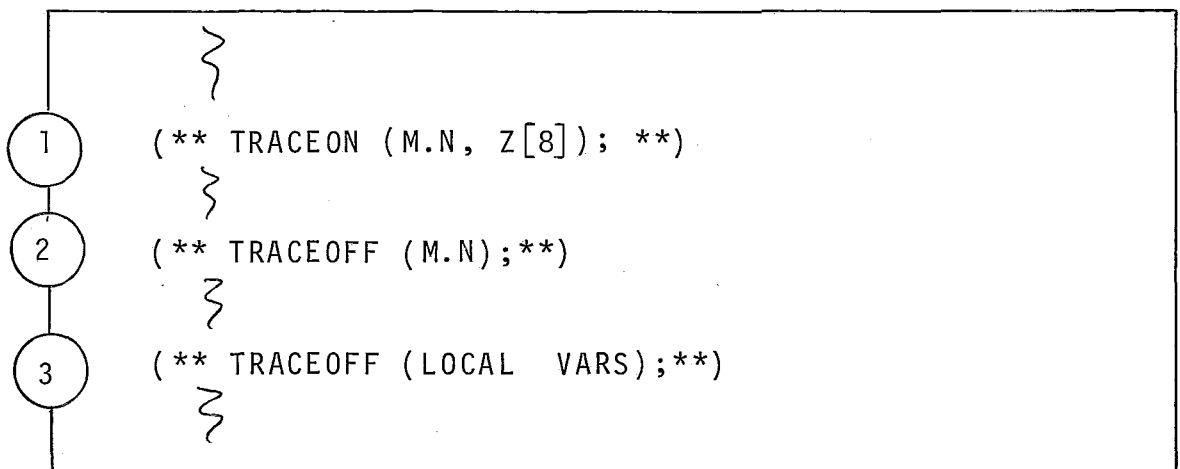 1 (** TRACEON (M.N, Z[8]); **)
2 (** TRACEOFF (M.N);**)
3 (** TRACEOFF (LOCAL VARS);**)